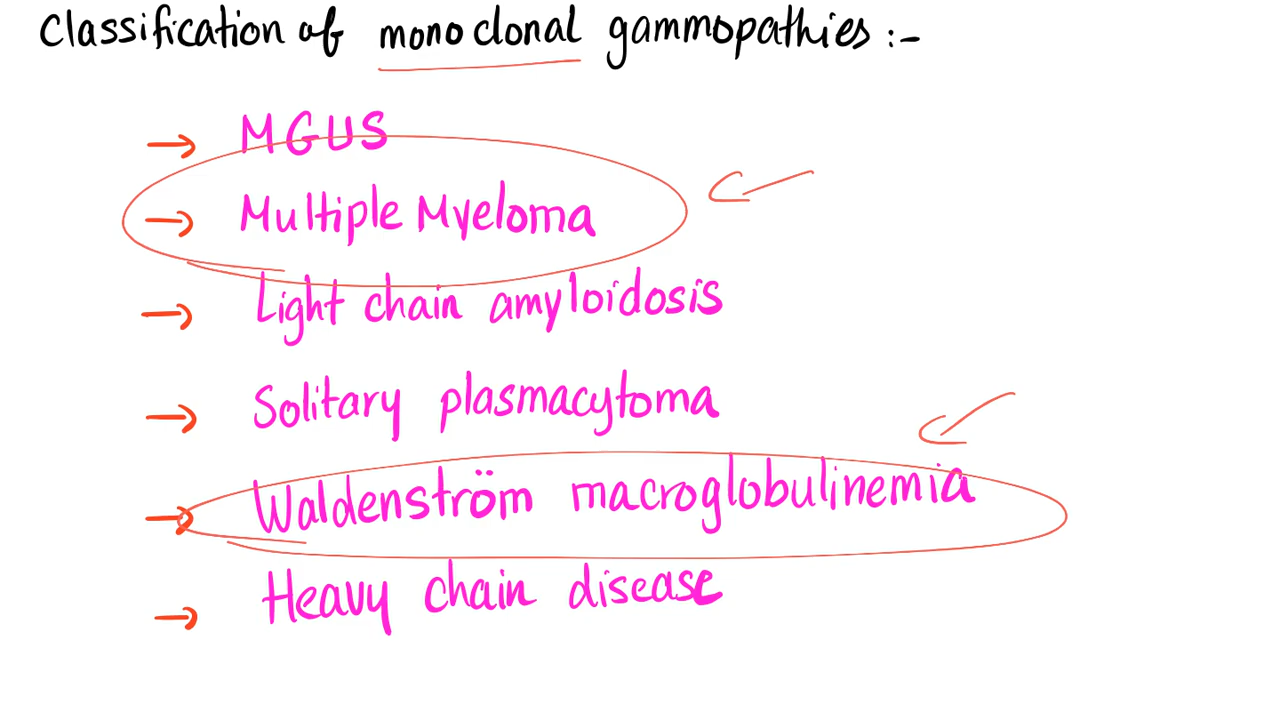 Classification of monoclonal gammopathies :-
→ MGUS
→ Multiple Myeloma
→ Light chain amyloidosis
→ Solitary plasmacytoma
→ Waldenström macroglobulinemia
→ Heavy chain disease